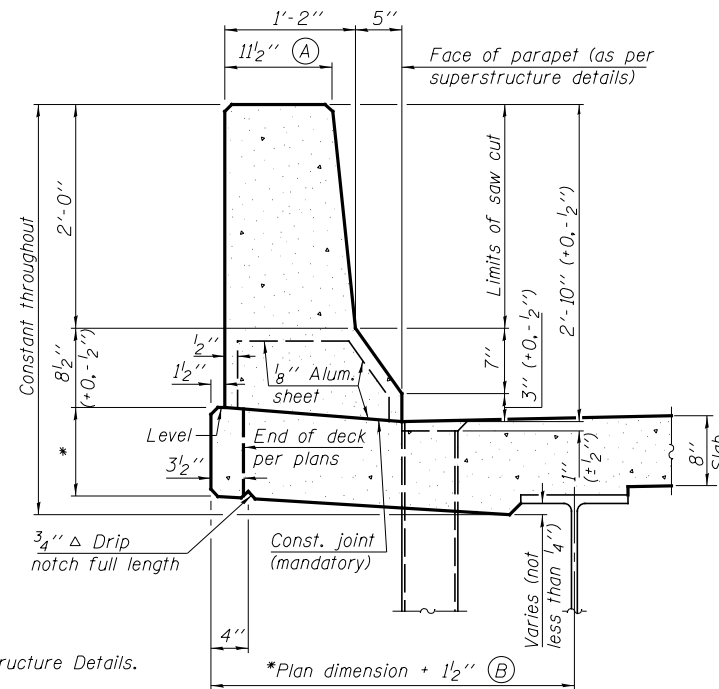 1'-2"
5"
11½" (A)
Face of parapet (as per
superstructure details)
Constant throughout
2'-0"
8½"
(+0,-½")
*
½"
1½"
⅛" Alum.
sheet
Limits of saw cut
7"
3" (+0,-½")
2'-10" (+0,-½")
Level
End of deck
per plans
3½"
1"
(±½")
8"
Slab
¾" △ Drip
notch full length
Const. joint
(mandatory)
Varies (not
less than ¼")
4"
ructure Details.
*Plan dimension + 1½" (B)